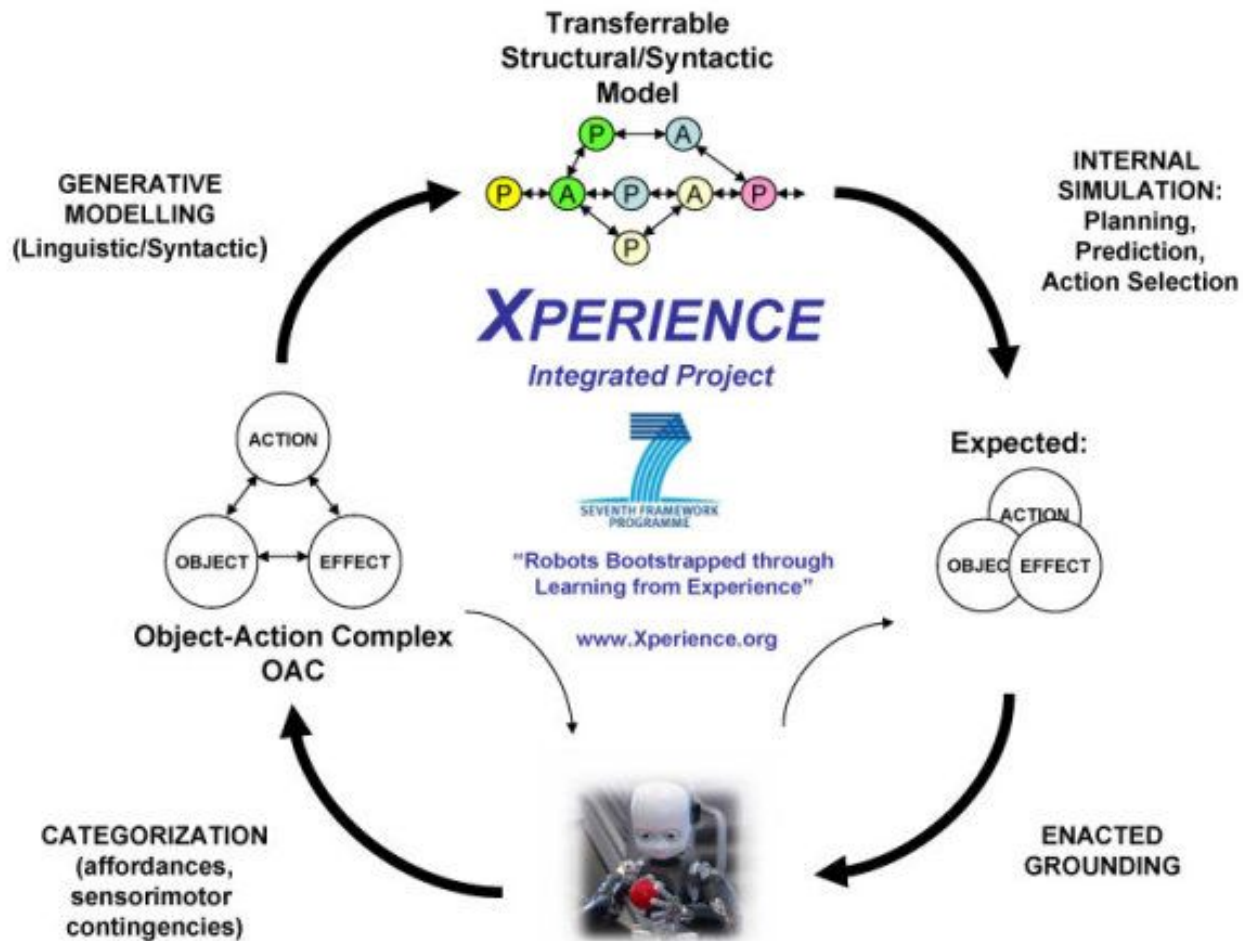 Transferrable
Structural/Syntactic
Model
P
A
P
A
P
A
P
P
GENERATIVE
MODELLING
(Linguistic/Syntactic)
INTERNAL
SIMULATION:
Planning,
Prediction,
Action Selection
XPERIENCE
Integrated Project
SEVENTH FRAMEWORK
PROGRAMME
"Robots Bootstrapped through
Learning from Experience"
www.Xperience.org
ACTION
OBJECT
EFFECT
Object-Action Complex
OAC
Expected:
ACTION
OBJEC
EFFECT
CATEGORIZATION
(affordances,
sensorimotor
contingencies)
ENACTED
GROUNDING